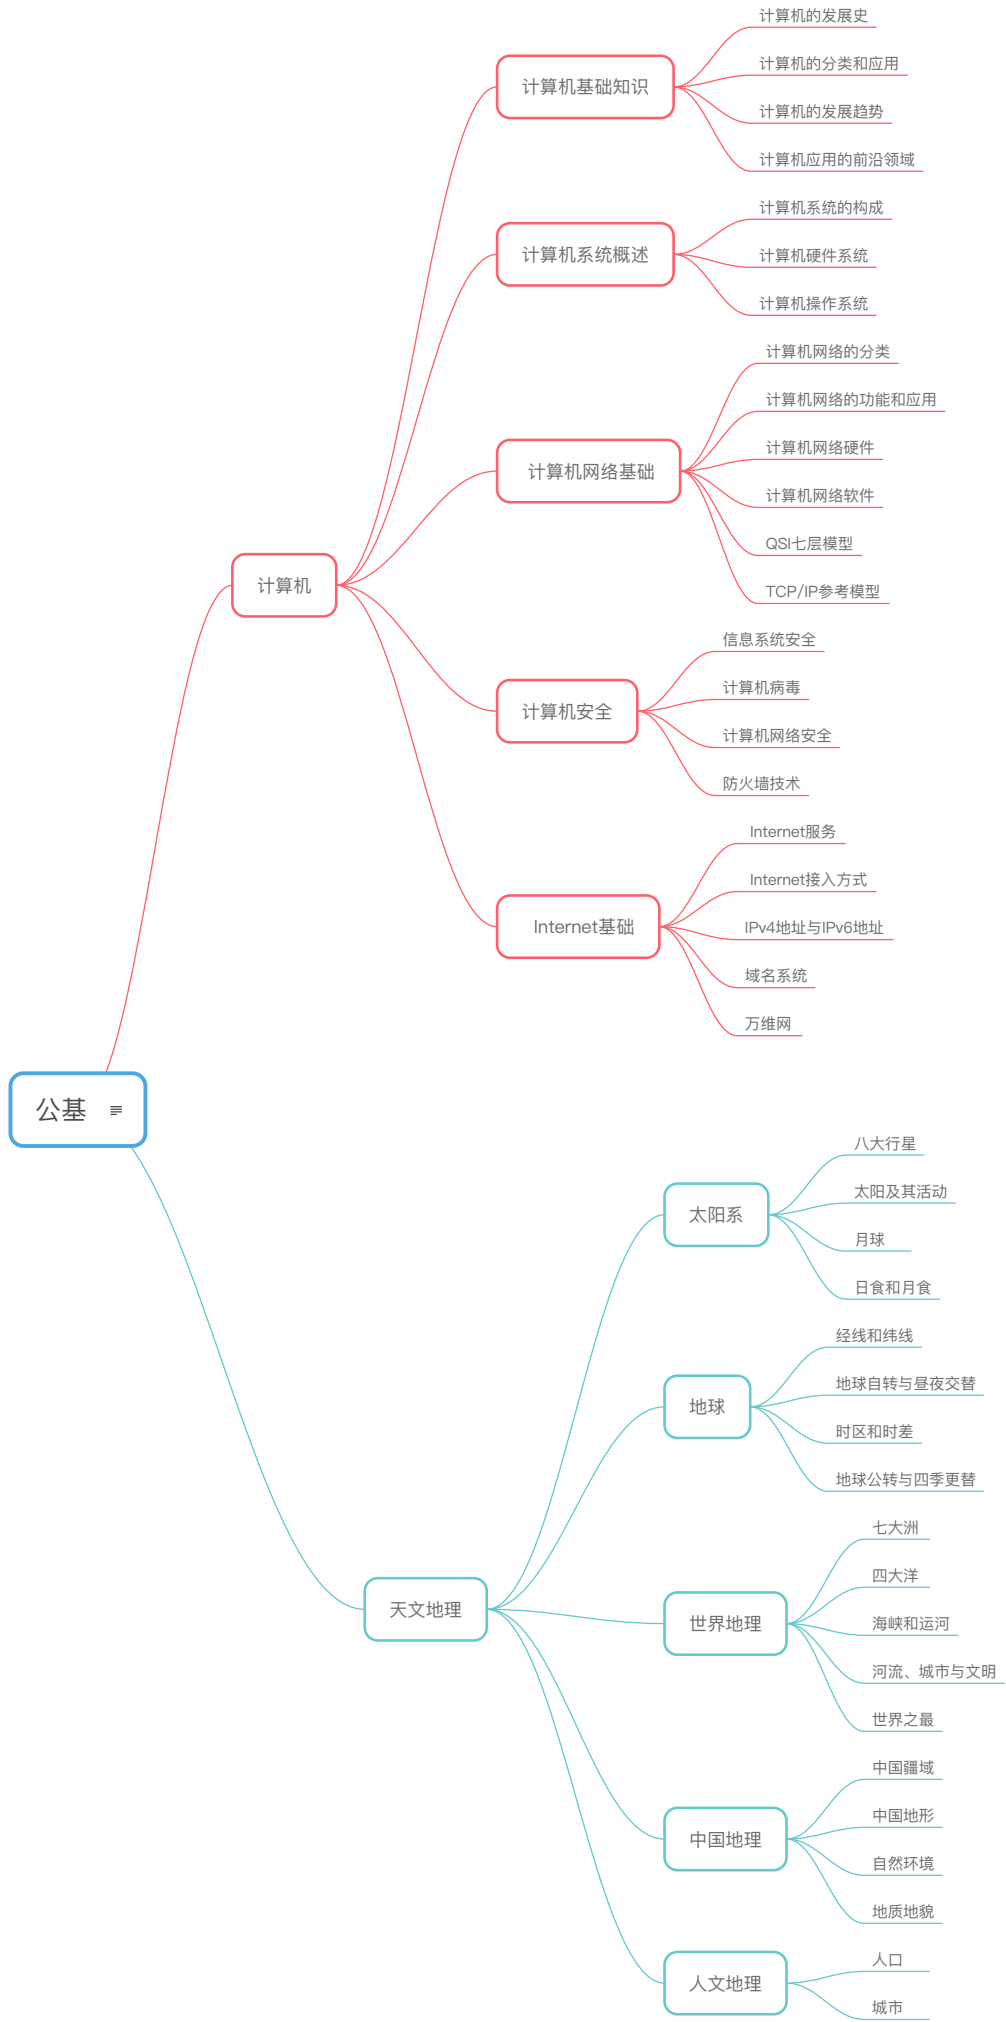 公基
计算机
计算机基础知识
计算机的发展史
计算机的分类和应用
计算机的发展趋势
计算机应用的前沿领域
计算机系统概述
计算机系统的构成
计算机硬件系统
计算机操作系统
计算机网络基础
计算机网络的分类
计算机网络的功能和应用
计算机网络硬件
计算机网络软件
QSI七层模型
TCP/IP参考模型
计算机安全
信息系统安全
计算机病毒
计算机网络安全
防火墙技术
Internet基础
Internet服务
Internet接入方式
IPv4地址与IPv6地址
域名系统
万维网
天文地理
太阳系
八大行星
太阳及其活动
月球
日食和月食
地球
经线和纬线
地球自转与昼夜交替
时区和时差
地球公转与四季更替
世界地理
七大洲
四大洋
海峡和运河
河流、城市与文明
世界之最
中国地理
中国疆域
中国地形
自然环境
地质地貌
人文地理
人口
城市